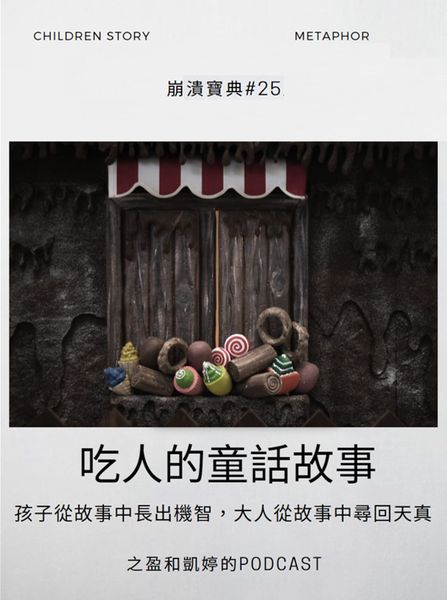 CHILDREN STORY
METAPHOR
崩潰寶典#25
吃人的童話故事
孩子從故事中長出機智，大人從故事中尋回天真
之盈和凱婷的PODCAST